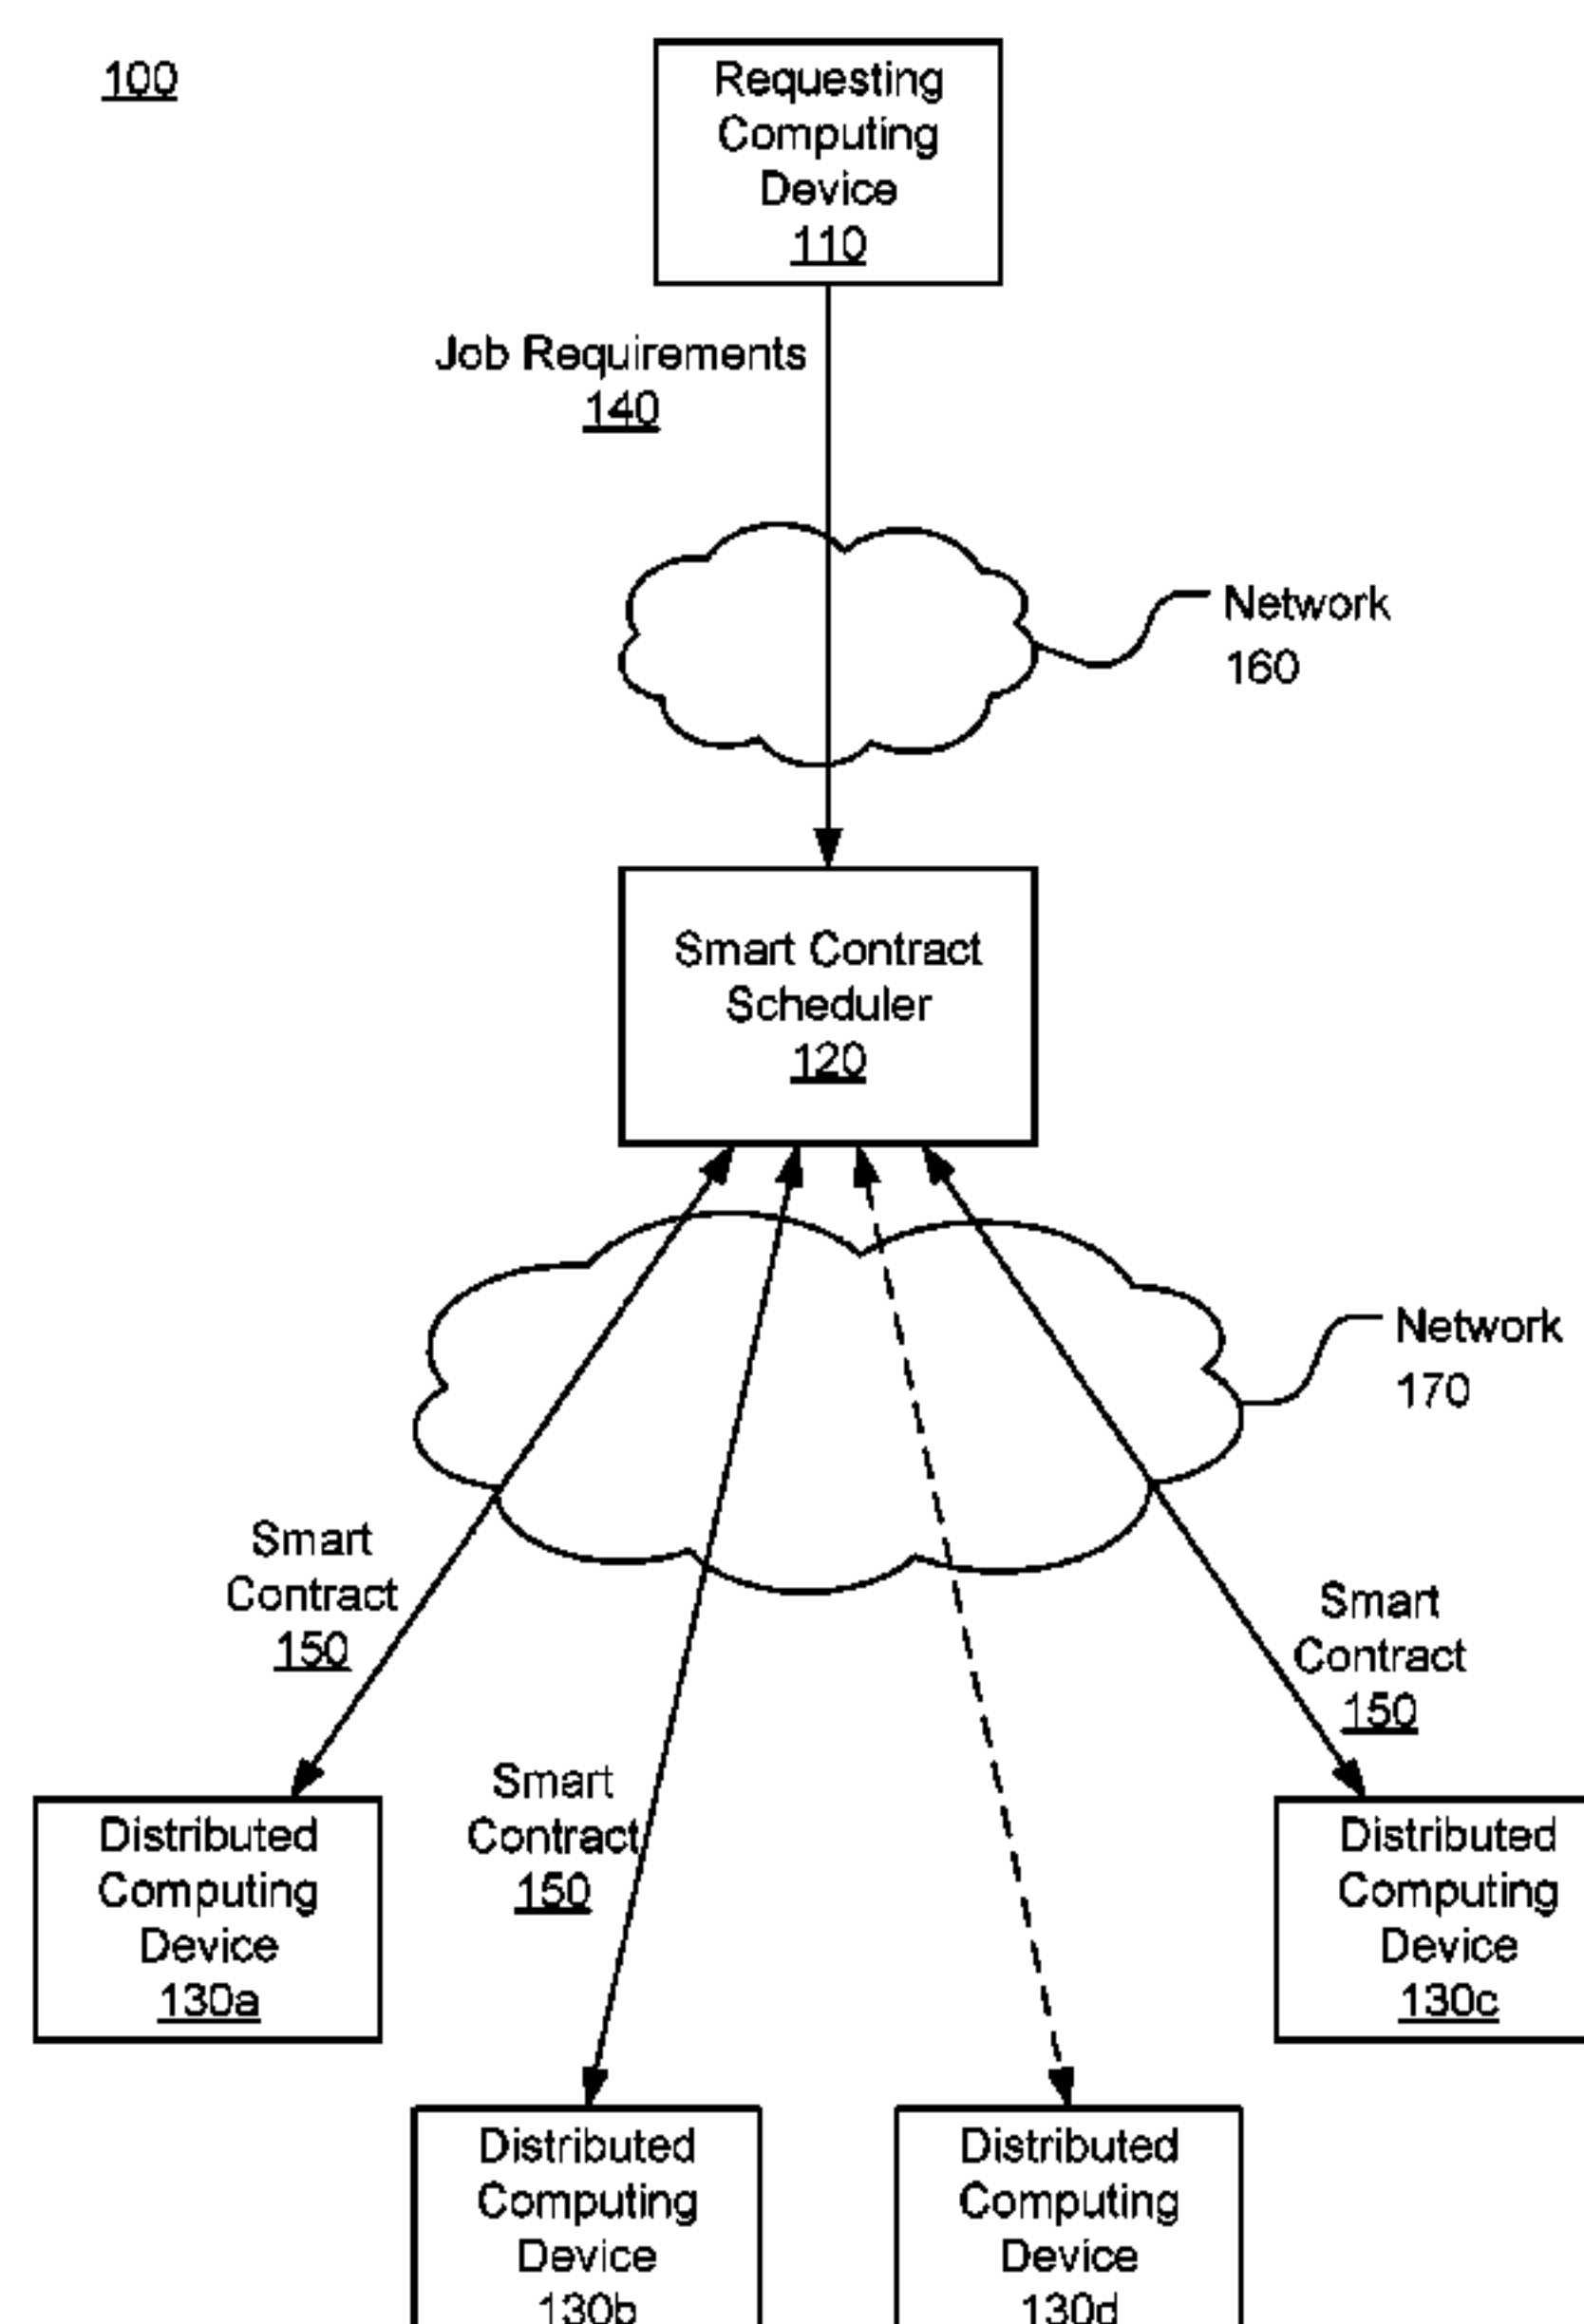 100
Requesting
Computing
Device
110
Job Requirements
140
Network
160
Smart Contract
Scheduler
120
Network
170
Smart
Contract
150
Smart
Contract
150
Smart
Contract
150
Distributed
Computing
Device
130a
Distributed
Computing
Device
130c
Distributed
Computing
Device
130b
Distributed
Computing
Device
130d